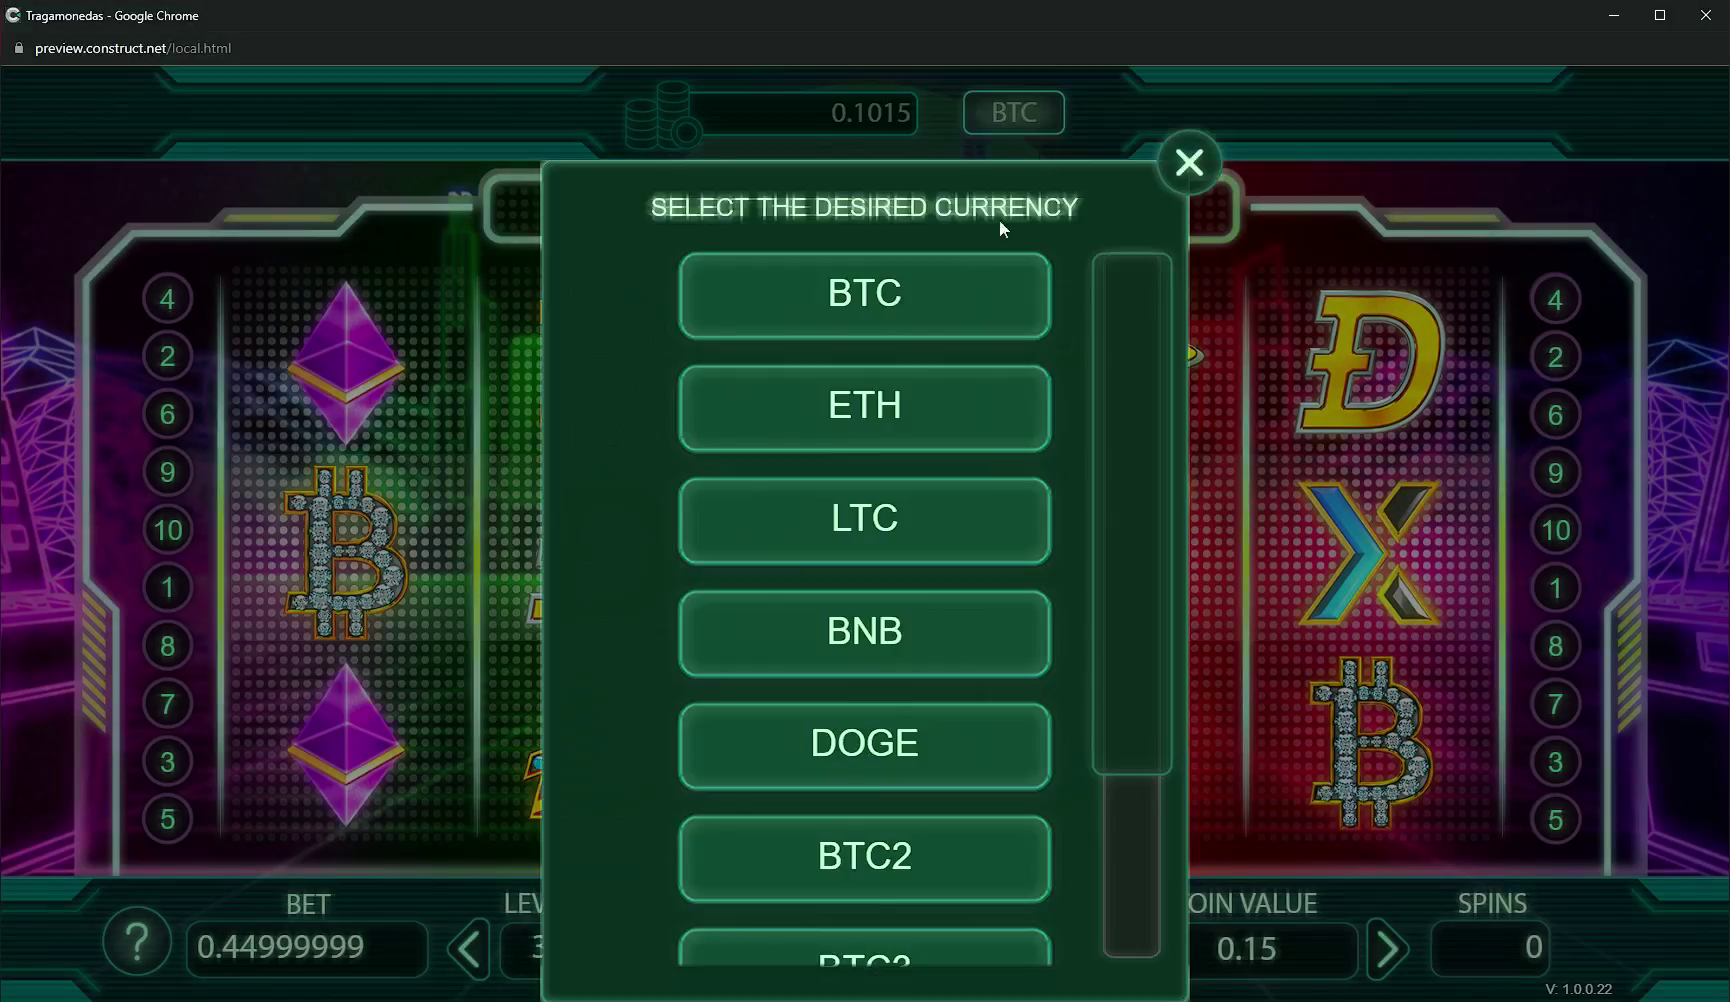 Tragamonedas - Google Chrome
preview.construct.net/local.html
0.1015
BTC
SELECT THE DESIRED CURRENCY
BTC
ETH
LTC
BNB
DOGE
BTC2
4
2
6
9
10
1
8
7
3
5
4
2
6
9
10
1
8
7
3
5
BET
0.44999999
?
OIN VALUE
0.15
SPINS
0
V: 1.0.0.22